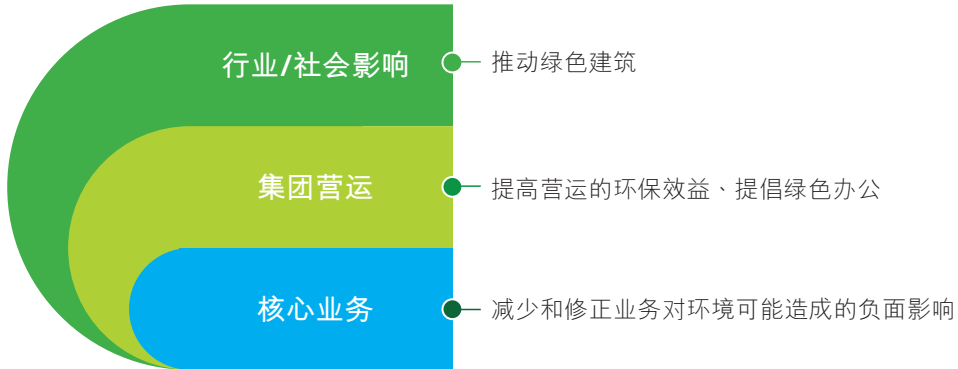 行业/社会影响
推动绿色建筑
集团营运
提高营运的环保效益、提倡绿色办公
核心业务
减少和修正业务对环境可能造成的负面影响